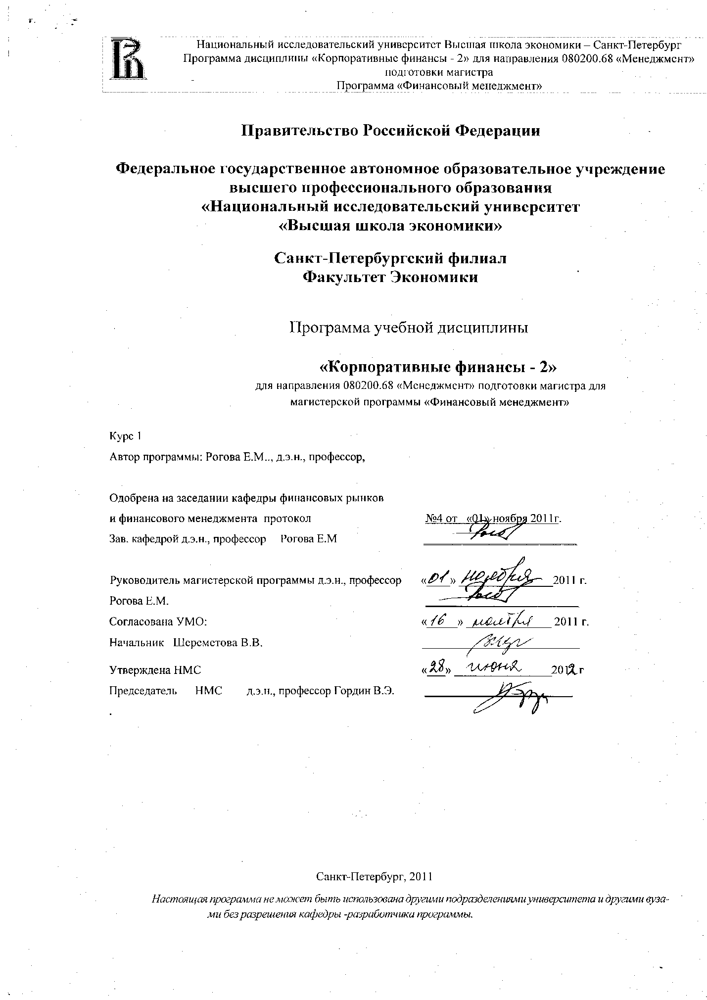 Национальный исследовательский университет Высшая школа экономики – Санкт-Петербург
Программа дисциплины «Корпоративные финансы - 2» для направления 080200.68 «Менеджмент»
подготовки магистра
Программа «Финансовый менеджмент»
Правительство Российской Федерации
Федеральное государственное автономное образовательное учреждение
высшего профессионального образования
«Национальный исследовательский университет
«Высшая школа экономики»
Санкт-Петербургский филиал
Факультет Экономики
Программа учебной дисциплины
«Корпоративные финансы - 2»
для направления 080200.68 «Менеджмент» подготовки магистра для
магистерской программы «Финансовый менеджмент»
Курс 1
Автор программы: Рогова Е.М.., д.э.н., профессор,
Одобрена на заседании кафедры финансовых рынков
и финансового менеджмента протокол №4 от «01» ноября 2011г.
Зав. кафедрой д.э.н., профессор Рогова Е.М
Руководитель магистерской программы д.э.н., профессор «01» ноября 2011 г.
Рогова Е.М.
Согласована УМО: «16» ноября 2011 г.
Начальник Шереметова В.В.
Утверждена НМС «28» июня 2012 г
Председатель НМС д.э.н., профессор Гордин В.Э.
Санкт-Петербург, 2011
Настоящая программа не может быть использована другими подразделениями университета и другими вуза-
ми без разрешения кафедры -разработчика программы.